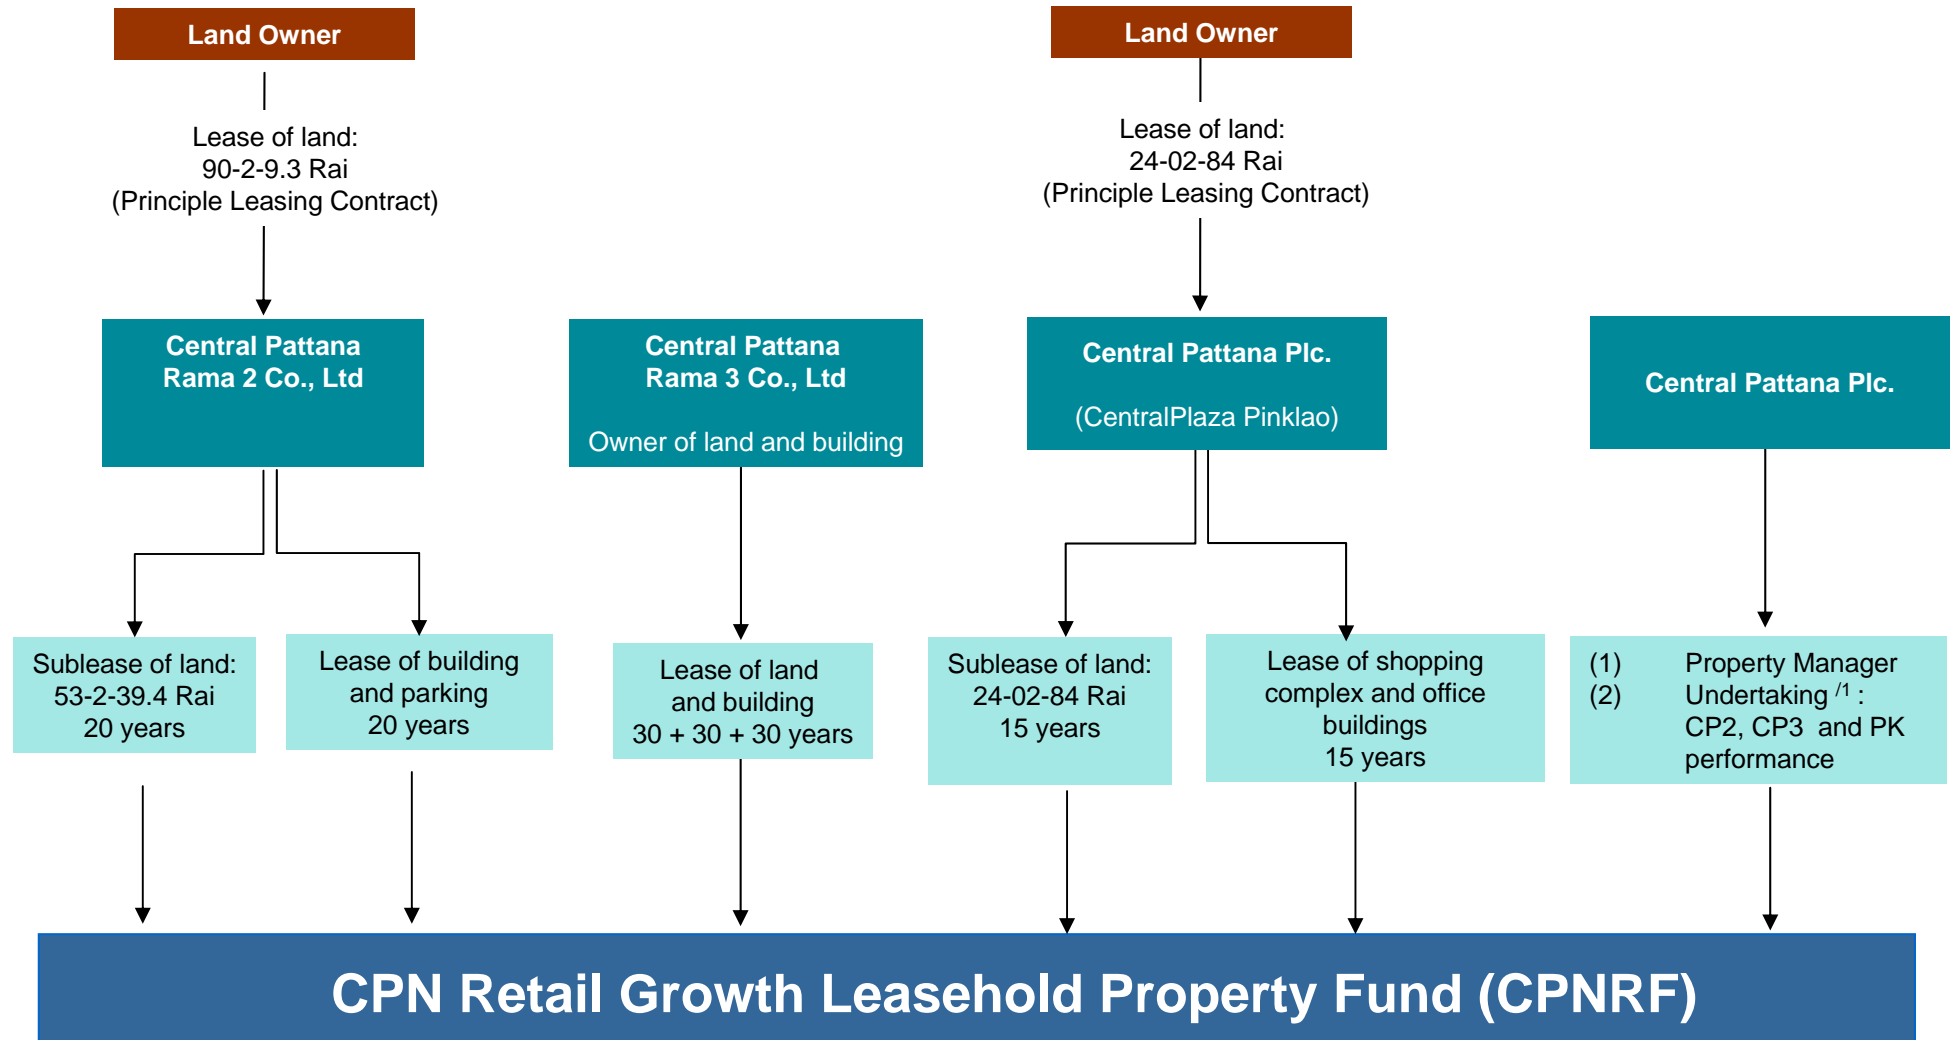 Land Owner
Lease of land:
90-2-9.3 Rai
(Principle Leasing Contract)
Land Owner
Lease of land:
24-02-84 Rai
(Principle Leasing Contract)
Central Pattana
Rama 2 Co., Ltd
Central Pattana
Rama 3 Co., Ltd
Owner of land and building
Central Pattana Plc.
(CentralPlaza Pinklao)
Central Pattana Plc.
Sublease of land:
53-2-39.4 Rai
20 years
Lease of building
and parking
20 years
Lease of land
and building
30 + 30 + 30 years
Sublease of land:
24-02-84 Rai
15 years
Lease of shopping
complex and office
buildings
15 years
(1) Property Manager
(2) Undertaking /1 :
CP2, CP3 and PK
performance
CPN Retail Growth Leasehold Property Fund (CPNRF)